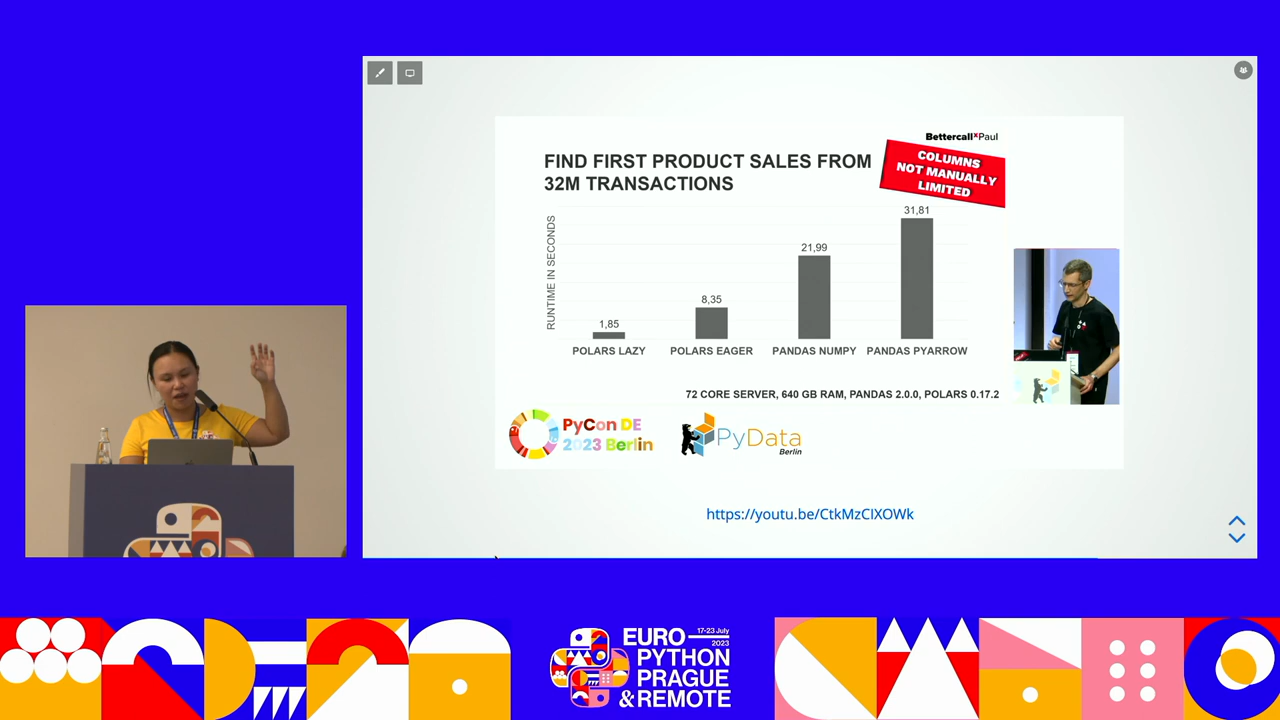 Bettercall×Paul
FIND FIRST PRODUCT SALES FROM
32M TRANSACTIONS
COLUMNS
NOT MANUALLY
LIMITED
RUNTIME IN SECONDS
1,85
8,35
21,99
31,81
POLARS LAZY
POLARS EAGER
PANDAS NUMPY
PANDAS PYARROW
72 CORE SERVER, 640 GB RAM, PANDAS 2.0.0, POLARS 0.17.2
PyCon DE
2023 Berlin
PyData
Berlin
https://youtu.be/CtkMzClXOWk
17-23 July
2023
EURO
PYTHON
PRAGUE
& REMOTE